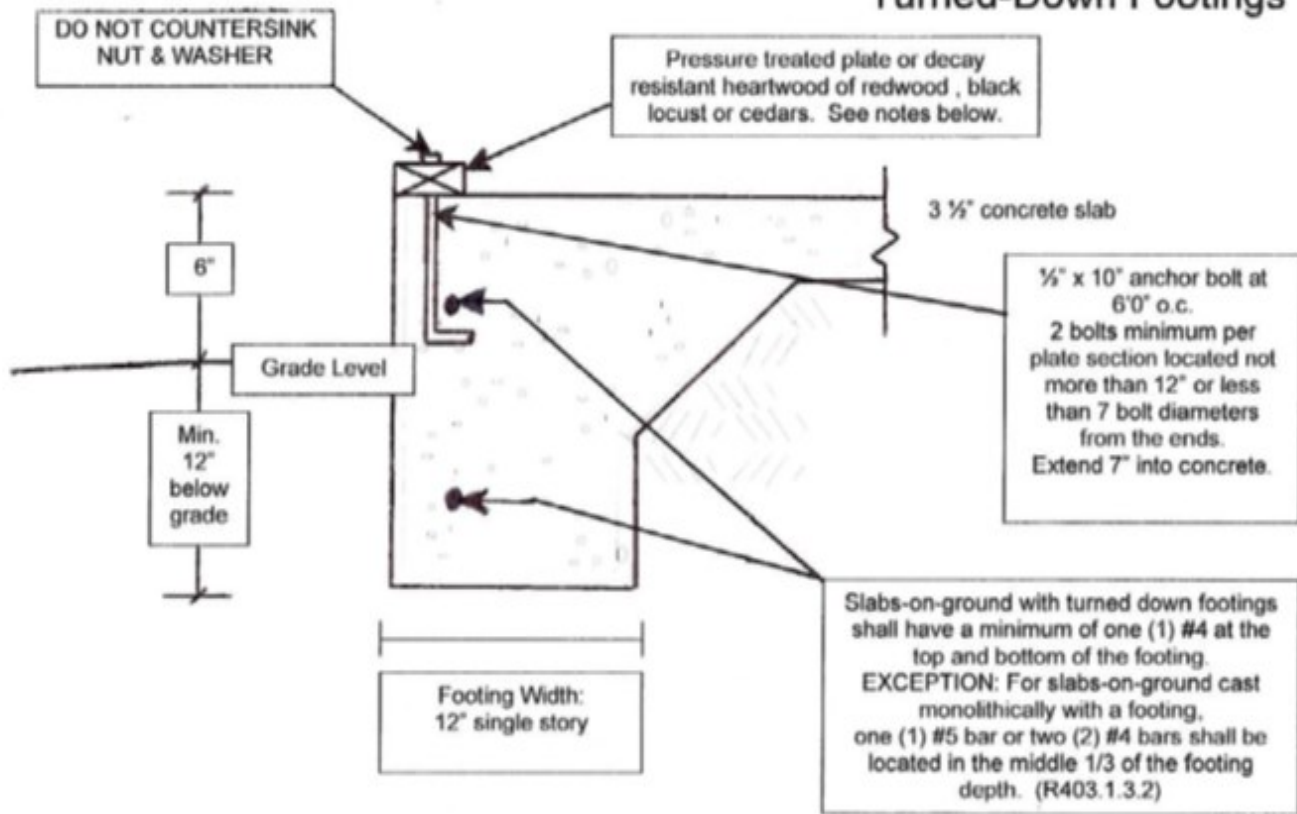 Turned-Down Footings
DO NOT COUNTERSINK
NUT & WASHER
Pressure treated plate or decay
resistant heartwood of redwood , black
locust or cedars. See notes below.
3 ½" concrete slab
6"
½" x 10" anchor bolt at
6'0" o.c.
2 bolts minimum per
plate section located not
more than 12" or less
than 7 bolt diameters
from the ends.
Extend 7" into concrete.
Grade Level
Min.
12"
below
grade
Footing Width:
12" single story
Slabs-on-ground with turned down footings
shall have a minimum of one (1) #4 at the
top and bottom of the footing.
EXCEPTION: For slabs-on-ground cast
monolithically with a footing,
one (1) #5 bar or two (2) #4 bars shall be
located in the middle 1/3 of the footing
depth. (R403.1.3.2)